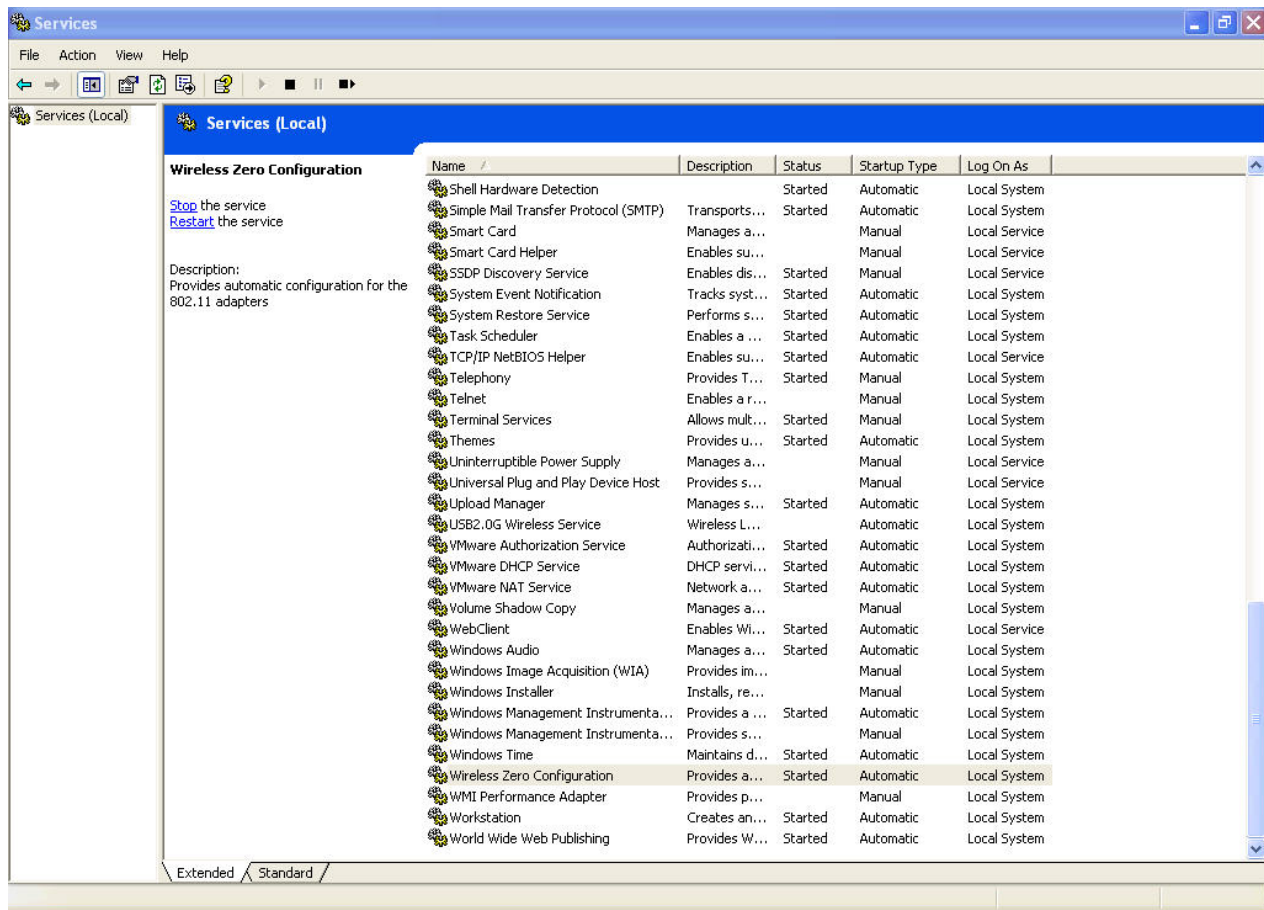 Services
File Action View Help
Services (Local)
Services (Local)
Wireless Zero Configuration
Stop the service
Restart the service
Description:
Provides automatic configuration for the
802.11 adapters
Name Description Status Startup Type Log On As
Shell Hardware Detection Started Automatic Local System
Simple Mail Transfer Protocol (SMTP) Transports... Started Automatic Local System
Smart Card Manages a... Manual Local Service
Smart Card Helper Enables su... Manual Local Service
SSDP Discovery Service Enables dis... Started Manual Local Service
System Event Notification Tracks syst... Started Automatic Local System
System Restore Service Performs s... Started Automatic Local System
Task Scheduler Enables a ... Started Automatic Local System
TCP/IP NetBIOS Helper Enables su... Started Automatic Local Service
Telephony Provides T... Started Manual Local System
Telnet Enables a r... Manual Local System
Terminal Services Allows mult... Started Manual Local System
Themes Provides u... Started Automatic Local System
Uninterruptible Power Supply Manages a... Manual Local Service
Universal Plug and Play Device Host Provides s... Manual Local Service
Upload Manager Manages s... Started Automatic Local System
USB2.0G Wireless Service Wireless L... Automatic Local System
VMware Authorization Service Authorizati... Started Automatic Local System
VMware DHCP Service DHCP servi... Started Automatic Local System
VMware NAT Service Network a... Started Automatic Local System
Volume Shadow Copy Manages a... Manual Local System
WebClient Enables Wi... Started Automatic Local Service
Windows Audio Manages a... Started Automatic Local System
Windows Image Acquisition (WIA) Provides im... Manual Local System
Windows Installer Installs, re... Manual Local System
Windows Management Instrumenta... Provides a ... Started Automatic Local System
Windows Management Instrumenta... Provides s... Manual Local System
Windows Time Maintains d... Started Automatic Local System
Wireless Zero Configuration Provides a... Started Automatic Local System
WMI Performance Adapter Provides p... Manual Local System
Workstation Creates an... Started Automatic Local System
World Wide Web Publishing Provides W... Started Automatic Local System
Extended Standard